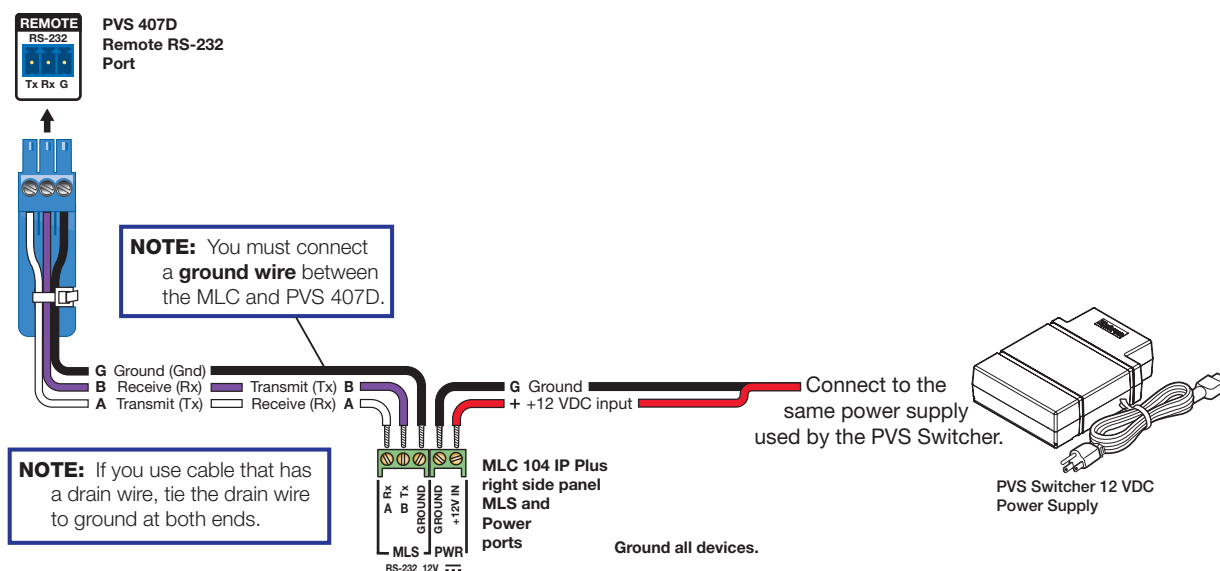 REMOTE
RS-232
Tx Rx G
PVS 407D
Remote RS-232
Port
NOTE: You must connect
a ground wire between
the MLC and PVS 407D.
G Ground (Gnd)
B Receive (Rx) Transmit (Tx) B
A Transmit (Tx) Receive (Rx) A
G Ground
+ +12 VDC input
Connect to the
same power supply
used by the PVS Switcher.
PVS Switcher 12 VDC
Power Supply
NOTE: If you use cable that has
a drain wire, tie the drain wire
to ground at both ends.
Rx Tx
A B
GROUND
GROUND
+12V IN
MLS PWR
RS-232 12V
MLC 104 IP Plus
right side panel
MLS and
Power
ports
Ground all devices.